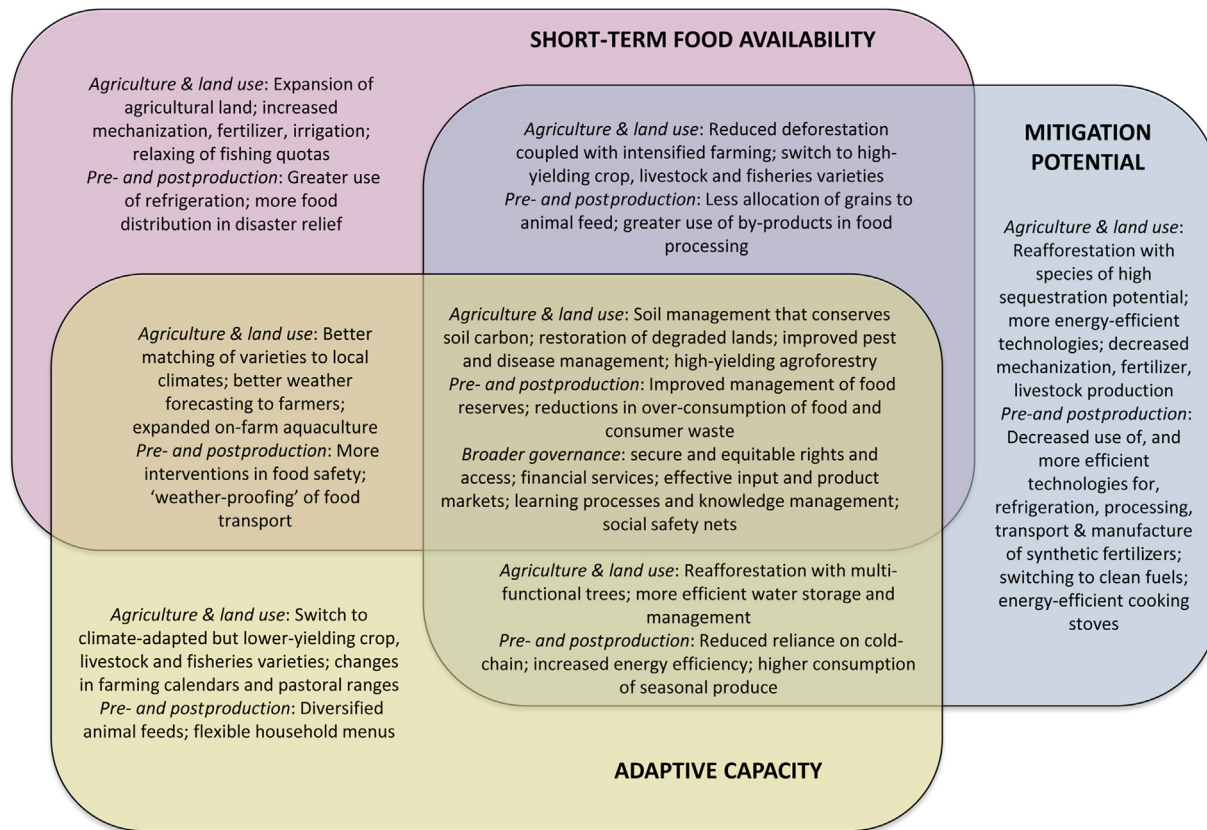 SHORT-TERM FOOD AVAILABILITY
Agriculture & land use: Expansion of
agricultural land; increased
mechanization, fertilizer, irrigation;
relaxing of fishing quotas
Pre- and postproduction: Greater use
of refrigeration; more food
distribution in disaster relief
Agriculture & land use: Reduced deforestation
coupled with intensified farming; switch to high-
yielding crop, livestock and fisheries varieties
Pre- and postproduction: Less allocation of grains to
animal feed; greater use of by-products in food
processing
MITIGATION
POTENTIAL
Agriculture & land use:
Reafforestation with
species of high
sequestration potential;
more energy-efficient
technologies; decreased
mechanization, fertilizer,
livestock production
Pre-and postproduction:
Decreased use of, and
more efficient
technologies for,
refrigeration, processing,
transport & manufacture
of synthetic fertilizers;
switching to clean fuels;
energy-efficient cooking
stoves
Agriculture & land use: Better
matching of varieties to local
climates; better weather
forecasting to farmers;
expanded on-farm aquaculture
Pre- and postproduction: More
interventions in food safety;
‘weather-proofing’ of food
transport
Agriculture & land use: Soil management that conserves
soil carbon; restoration of degraded lands; improved pest
and disease management; high-yielding agroforestry
Pre- and postproduction: Improved management of food
reserves; reductions in over-consumption of food and
consumer waste
Broader governance: secure and equitable rights and
access; financial services; effective input and product
markets; learning processes and knowledge management;
social safety nets
Agriculture & land use: Switch to
climate-adapted but lower-yielding crop,
livestock and fisheries varieties; changes
in farming calendars and pastoral ranges
Pre- and postproduction: Diversified
animal feeds; flexible household menus
Agriculture & land use: Reafforestation with multi-
functional trees; more efficient water storage and
management
Pre- and postproduction: Reduced reliance on cold-
chain; increased energy efficiency; higher consumption
of seasonal produce
ADAPTIVE CAPACITY